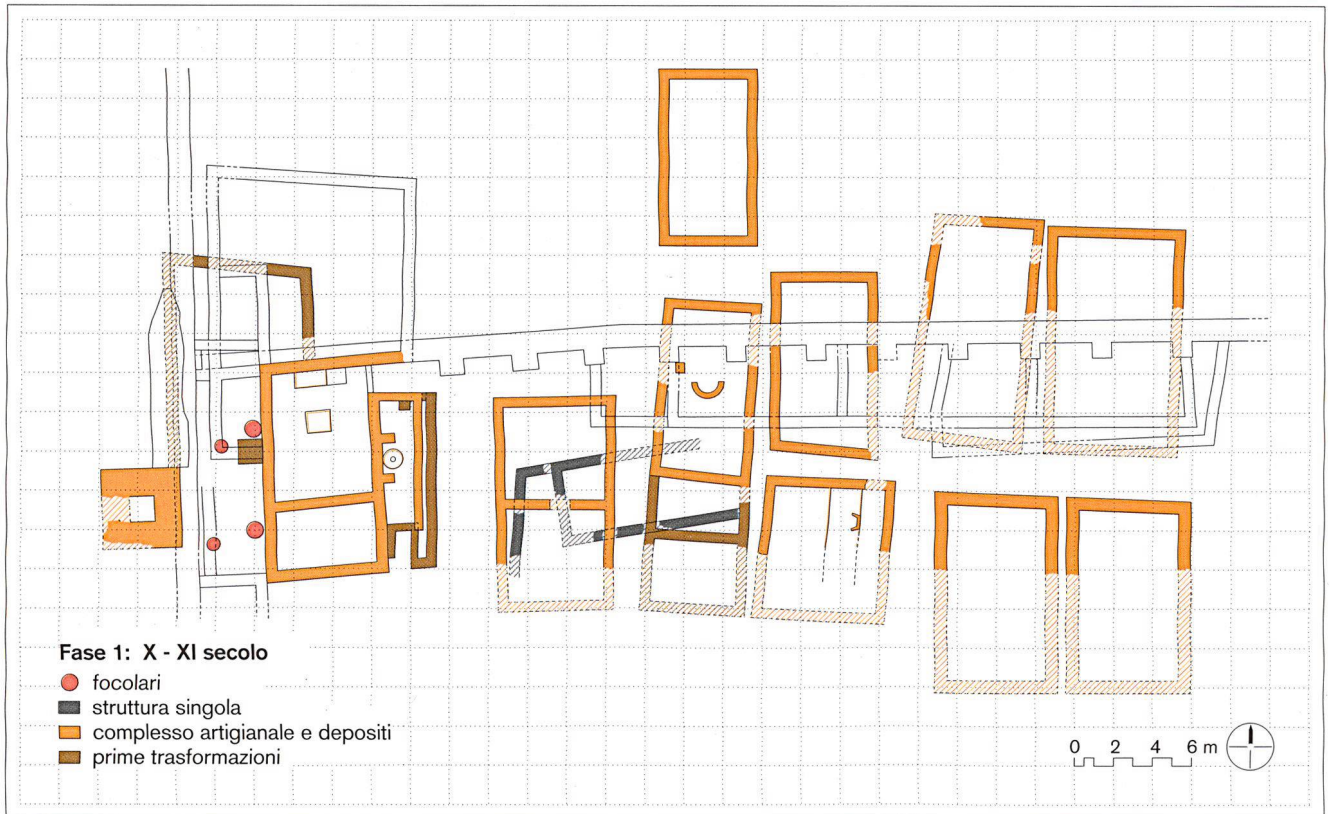 Fase 1: X - XI secolo
focolari
struttura singola
complesso artigianale e depositi
prime trasformazioni
0 2 4 6 m